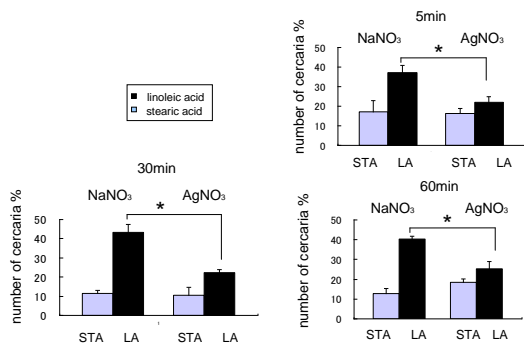 5min
NaNO₃ AgNO₃
*
number of cercaria %
50
40
30
20
10
0
STA LA STA LA
linoleic acid
stearic acid
30min
NaNO₃ AgNO₃
*
number of cercaria %
50
40
30
20
10
0
STA LA STA LA
60min
NaNO₃ AgNO₃
*
number of cercaria %
50
40
30
20
10
0
STA LA STA LA